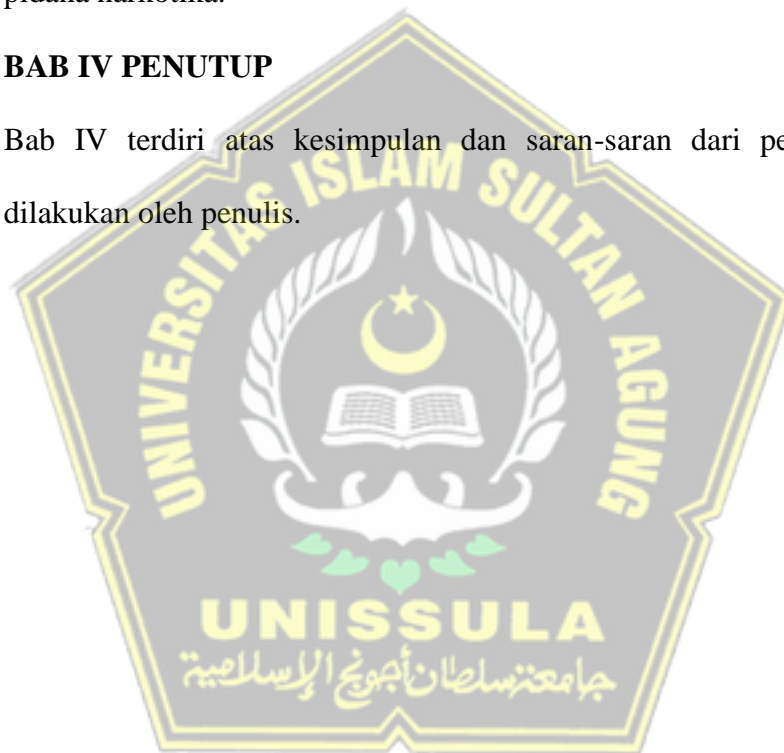 pidana narkotika.
BAB IV PENUTUP
Bab IV terdiri atas kesimpulan dan saran-saran dari pe
dilakukan oleh penulis.
UNIVERSITAS ISLAM SULTAN AGUNG
UNISSULA
جامعة سلطان أجونج الإسلامية